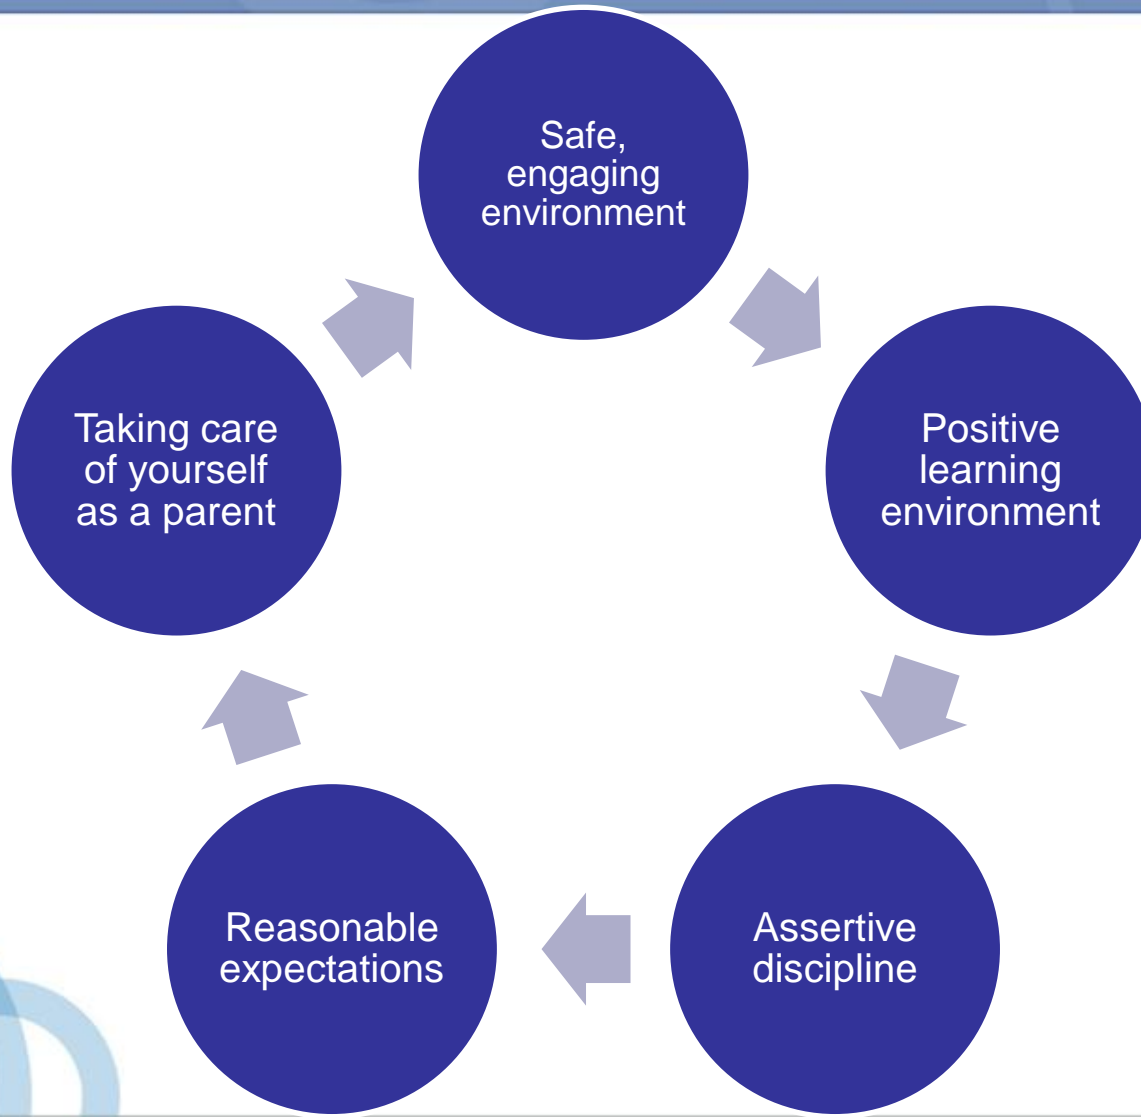 Safe,
engaging
environment
Positive
learning
environment
Assertive
discipline
Reasonable
expectations
Taking care
of yourself
as a parent